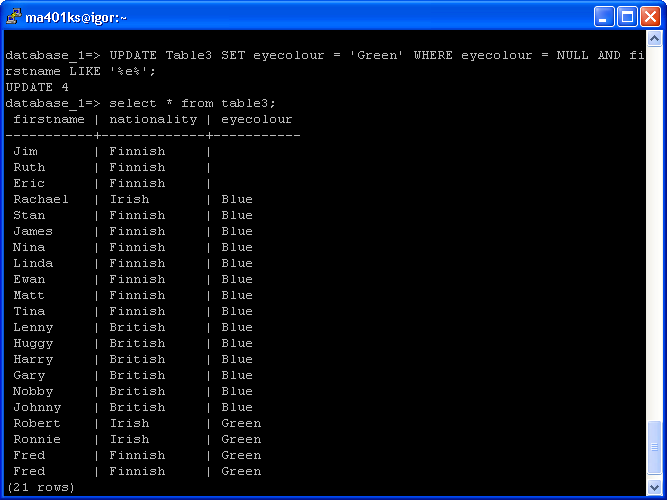 ma401ks@igor:~
database_1=> UPDATE Table3 SET eyecolour = 'Green' WHERE eyecolour = NULL AND fi
rstname LIKE '%e%';
UPDATE 4
database_1=> select * from table3;
 firstname | nationality | eyecolour
-----------+-------------+-----------
 Jim       | Finnish     |
 Ruth      | Finnish     |
 Eric      | Finnish     |
 Rachael   | Irish       | Blue
 Stan      | Finnish     | Blue
 James     | Finnish     | Blue
 Nina      | Finnish     | Blue
 Linda     | Finnish     | Blue
 Ewan      | Finnish     | Blue
 Matt      | Finnish     | Blue
 Tina      | Finnish     | Blue
 Lenny     | British     | Blue
 Huggy     | British     | Blue
 Harry     | British     | Blue
 Gary      | British     | Blue
 Nobby     | British     | Blue
 Johnny    | British     | Blue
 Robert    | Irish       | Green
 Ronnie    | Irish       | Green
 Fred      | Finnish     | Green
 Fred      | Finnish     | Green
(21 rows)